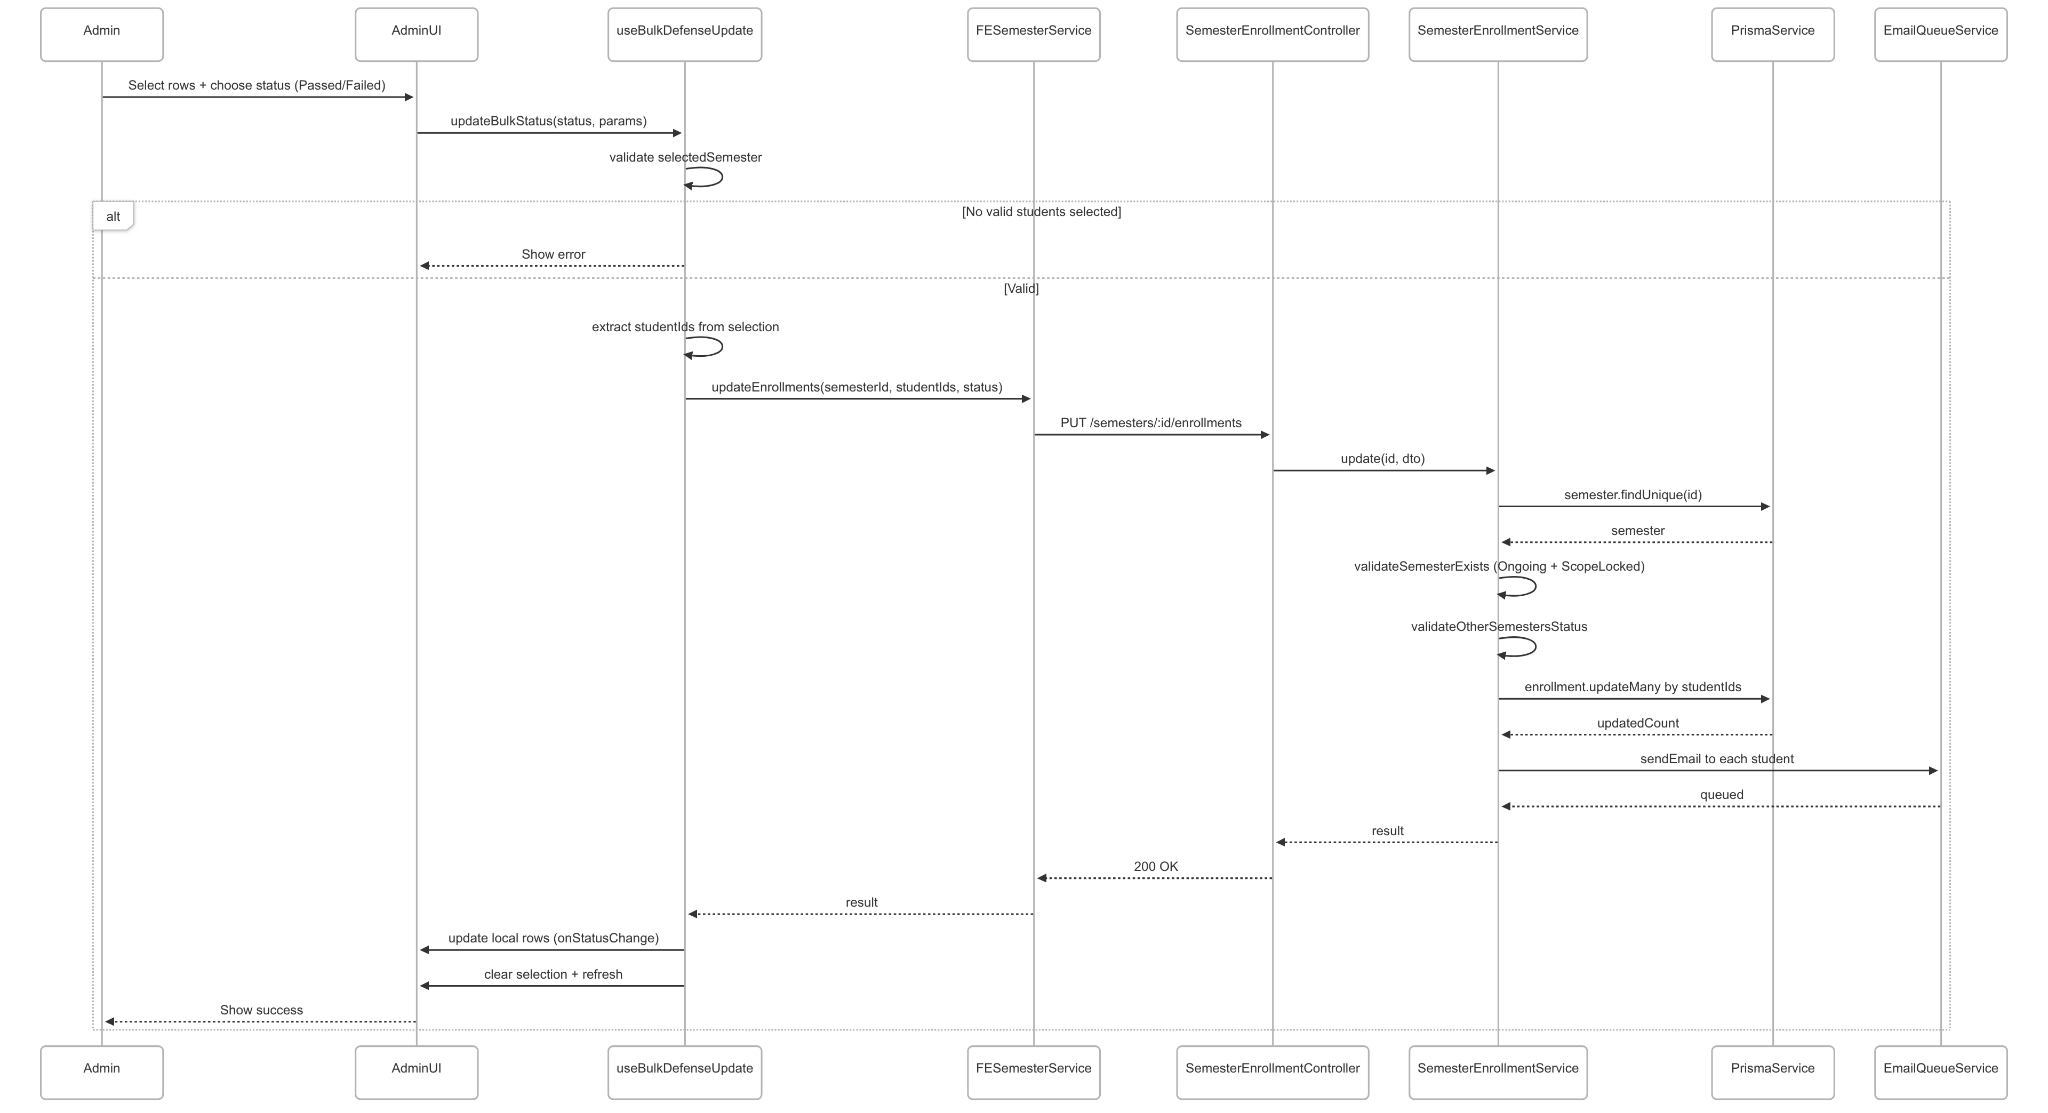 Admin
AdminUI
useBulkDefenseUpdate
FESemesterService
SemesterEnrollmentController
SemesterEnrollmentService
PrismaService
EmailQueueService
Select rows + choose status (Passed/Failed)
updateBulkStatus(status, params)
validate selectedSemester
alt
[No valid students selected]
Show error
[Valid]
extract studentIds from selection
updateEnrollments(semesterId, studentIds, status)
PUT /semesters/:id/enrollments
update(id, dto)
semester.findUnique(id)
semester
validateSemesterExists (Ongoing + ScopeLocked)
validateOtherSemestersStatus
enrollment.updateMany by studentIds
updatedCount
sendEmail to each student
queued
result
200 OK
result
update local rows (onStatusChange)
clear selection + refresh
Show success
Admin
AdminUI
useBulkDefenseUpdate
FESemesterService
SemesterEnrollmentController
SemesterEnrollmentService
PrismaService
EmailQueueService